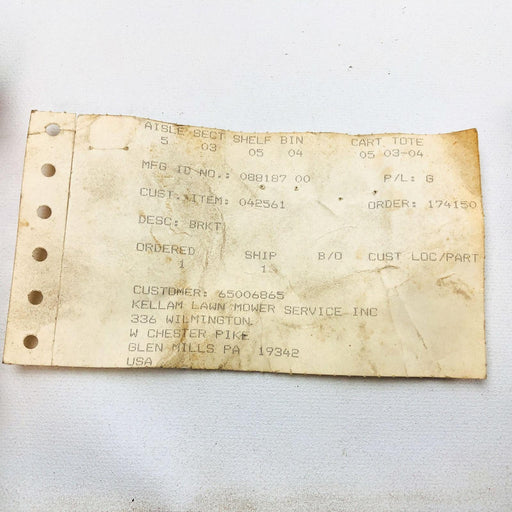 AISLE SECT SHELF BIN CART TOTE
5 03 05 04 05 03-04
MFG ID NO.: 088187 00 P/L: G
CUST. ITEM: 042561 ORDER: 174150
DESC: BRKT
ORDERED SHIP B/O CUST LOC/PART
1 1
CUSTOMER: 65006865
KELLAM LAWN MOWER SERVICE INC
336 WILMINGTON
W CHESTER PIKE
GLEN MILLS PA 19342
USA